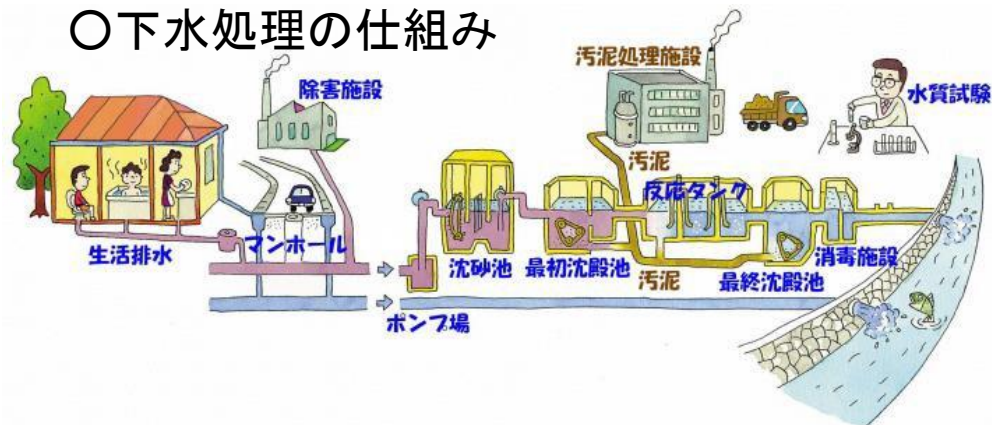 〇下水処理の仕組み
汚泥処理施設
除害施設
水質試験
汚泥
反応タンク
生活排水
マンホール
沈砂池
最初沈殿池
汚泥
最終沈殿池
消毒施設
ポンプ場